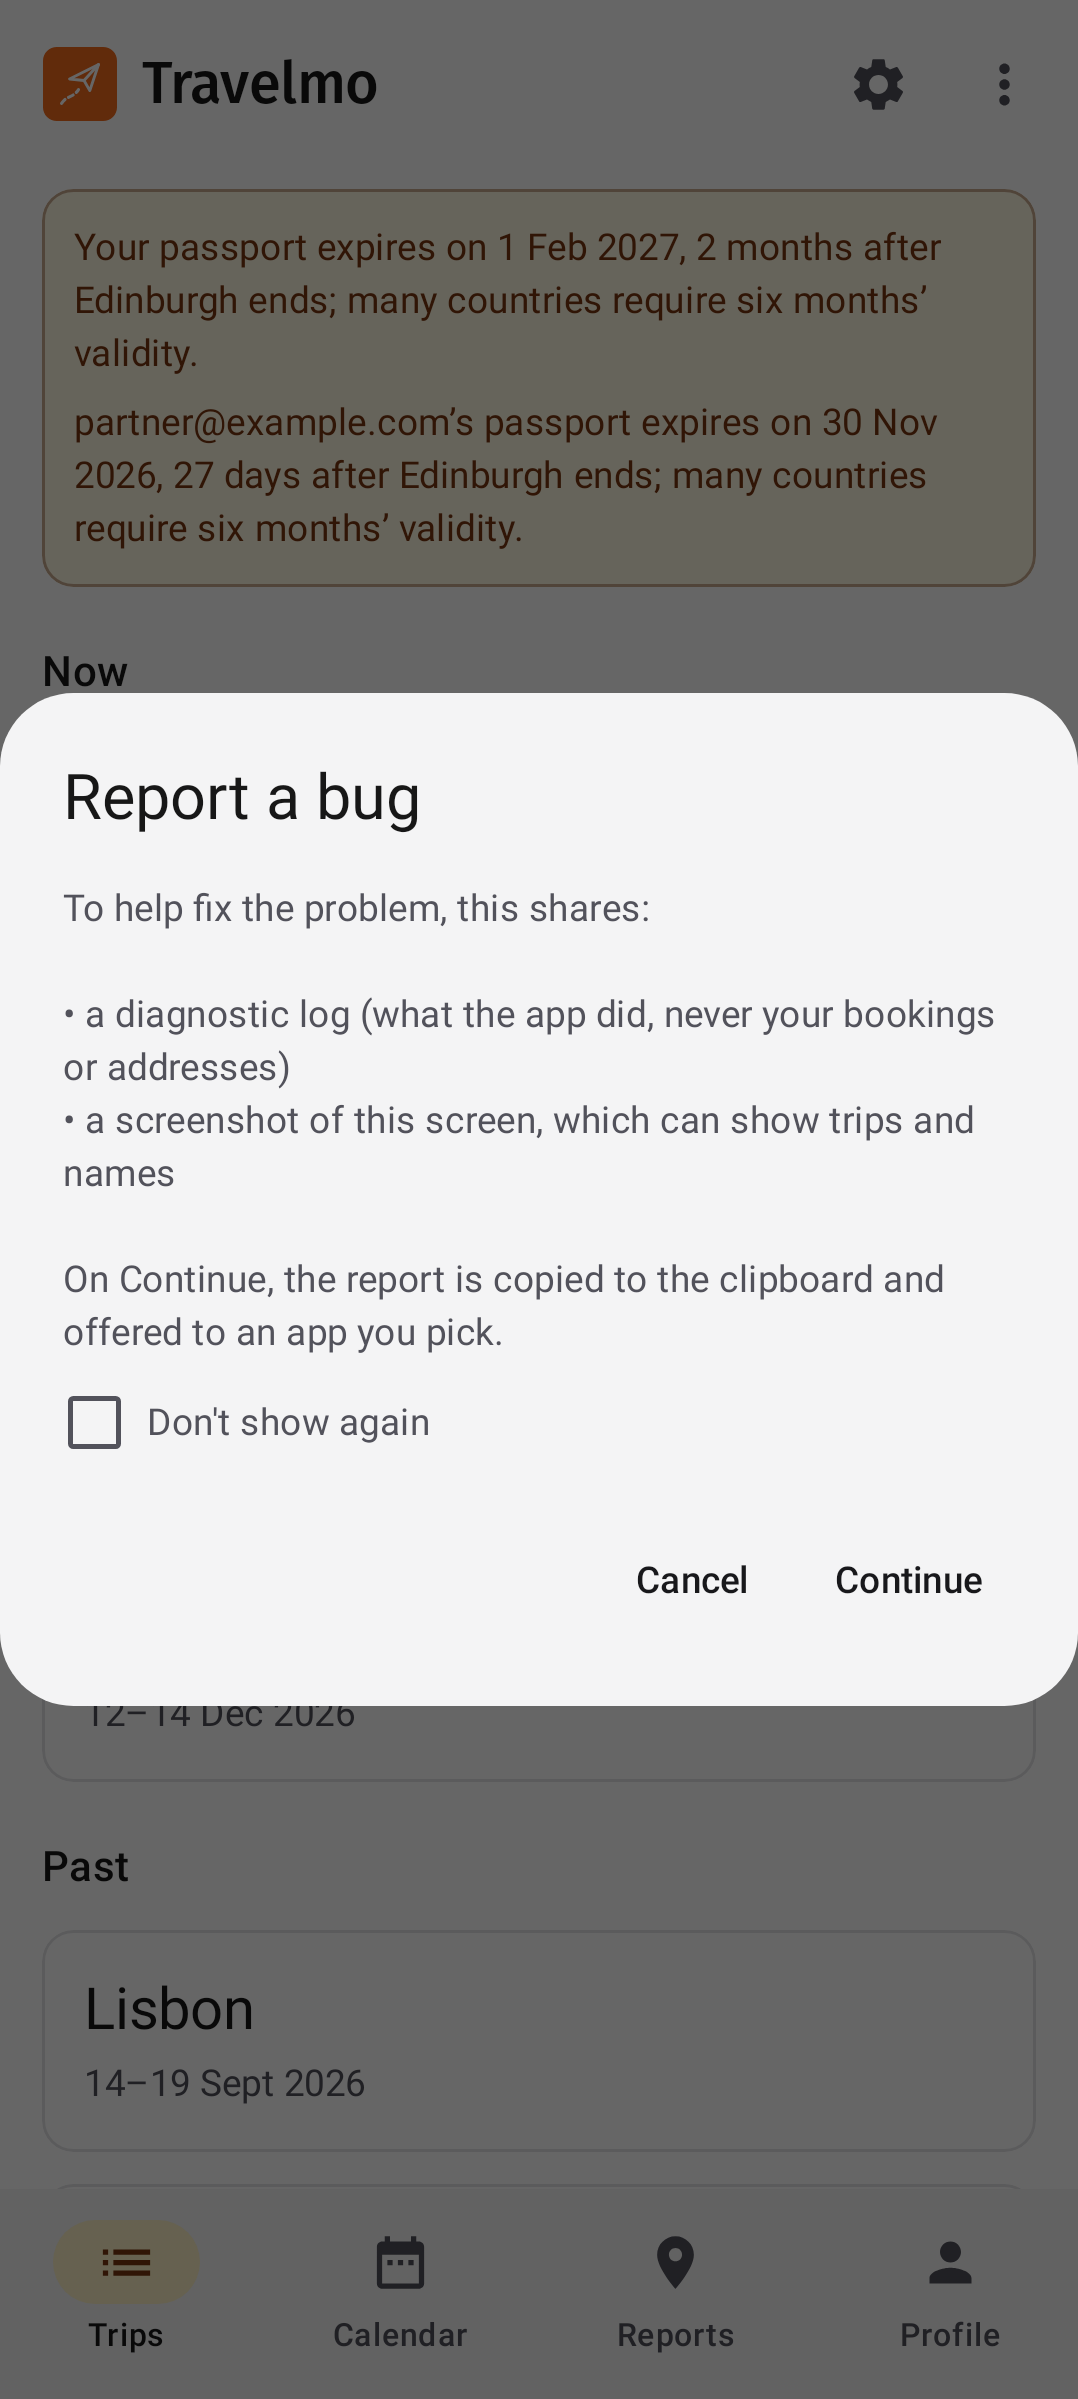 Travelmo
Your passport expires on 1 Feb 2027, 2 months after
Edinburgh ends; many countries require six months’
validity.
partner@example.com’s passport expires on 30 Nov
2026, 27 days after Edinburgh ends; many countries
require six months’ validity.
Now
Report a bug
To help fix the problem, this shares:
• a diagnostic log (what the app did, never your bookings
or addresses)
• a screenshot of this screen, which can show trips and
names
On Continue, the report is copied to the clipboard and
offered to an app you pick.
Don't show again
Cancel Continue
12–14 Dec 2026
Past
Lisbon
14–19 Sept 2026
Trips Calendar Reports Profile